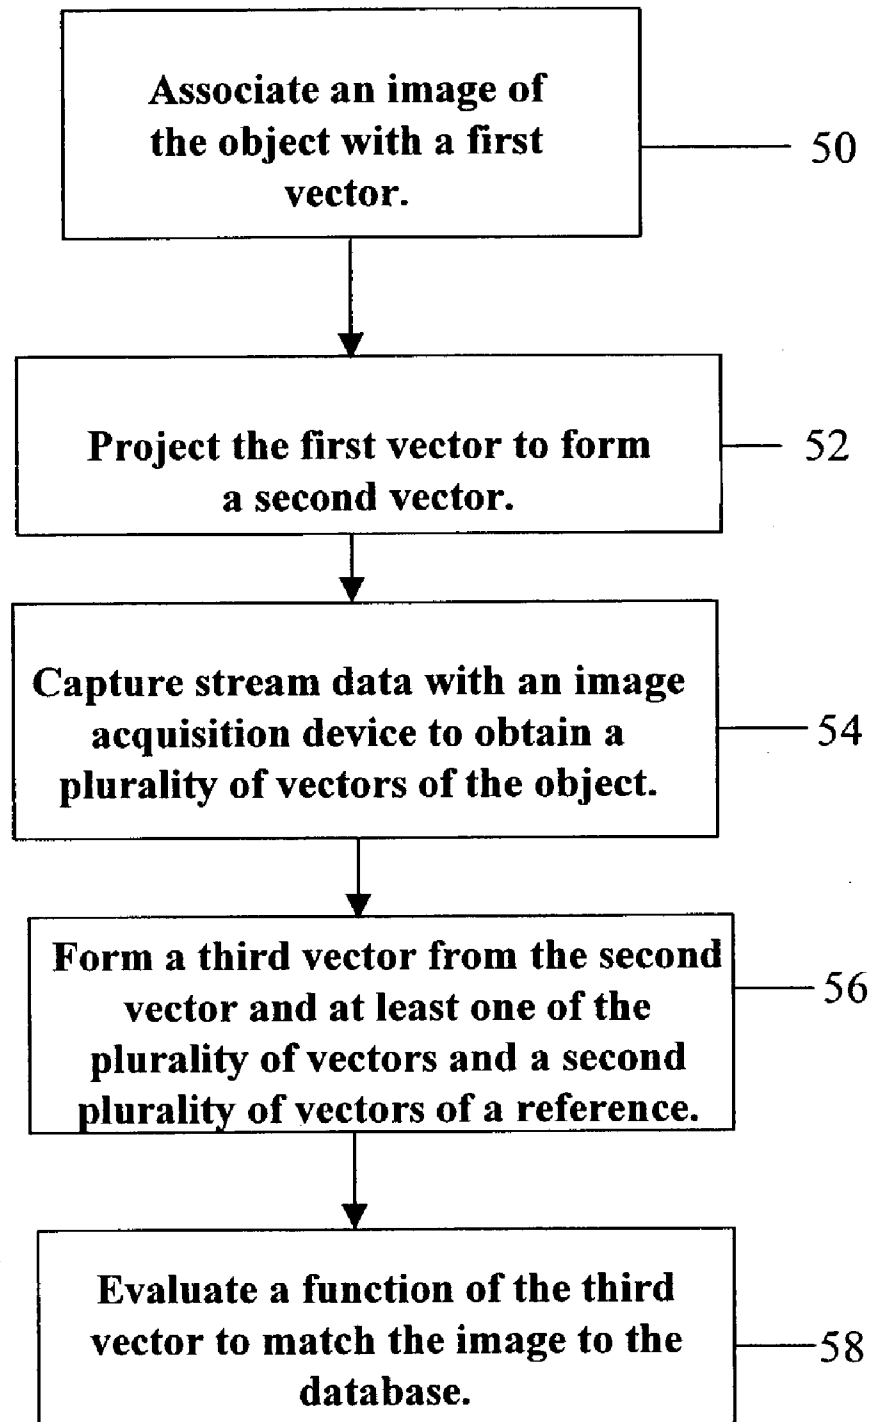 Associate an image of
the object with a first
vector.
50
Project the first vector to form
a second vector.
52
Capture stream data with an image
acquisition device to obtain a
plurality of vectors of the object.
54
Form a third vector from the second
vector and at least one of the
plurality of vectors and a second
plurality of vectors of a reference.
56
Evaluate a function of the third
vector to match the image to the
database.
58